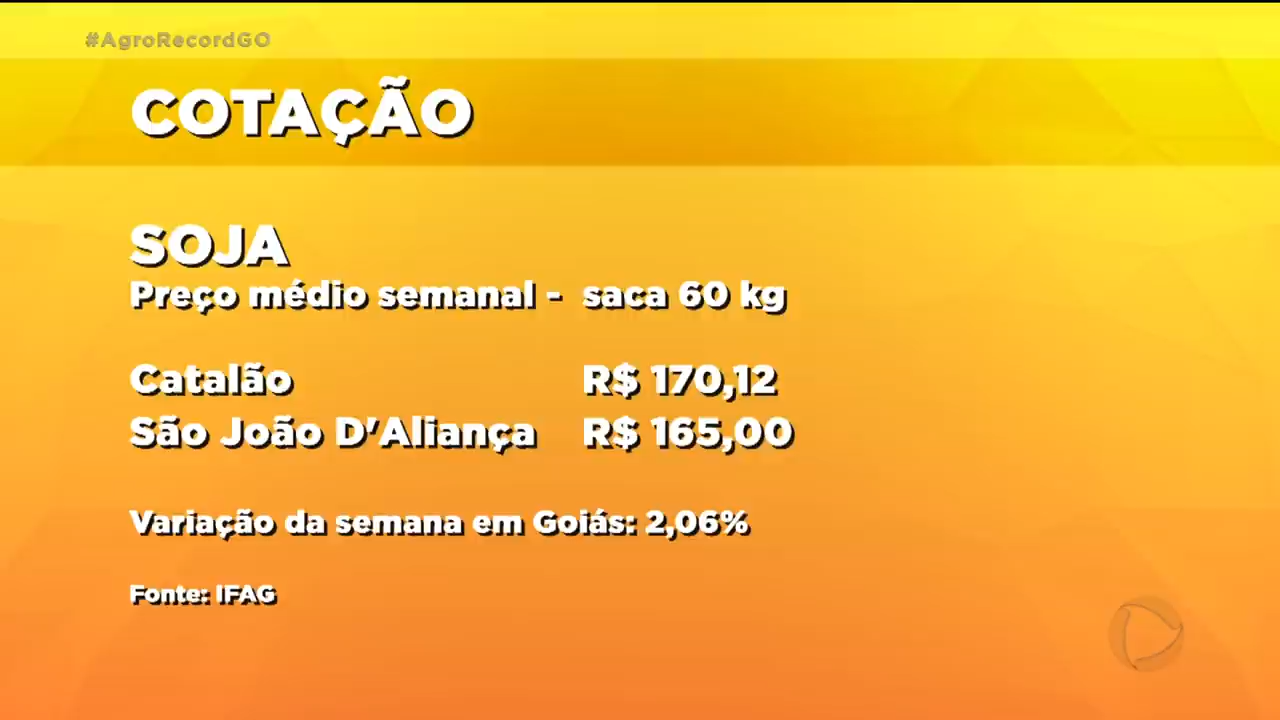 #AgroRecordGO
COTAÇÃO
SOJA
Preço médio semanal - saca 60 kg
Catalão R$ 170,12
São João D'Aliança R$ 165,00
Variação da semana em Goiás: 2,06%
Fonte: IFAG